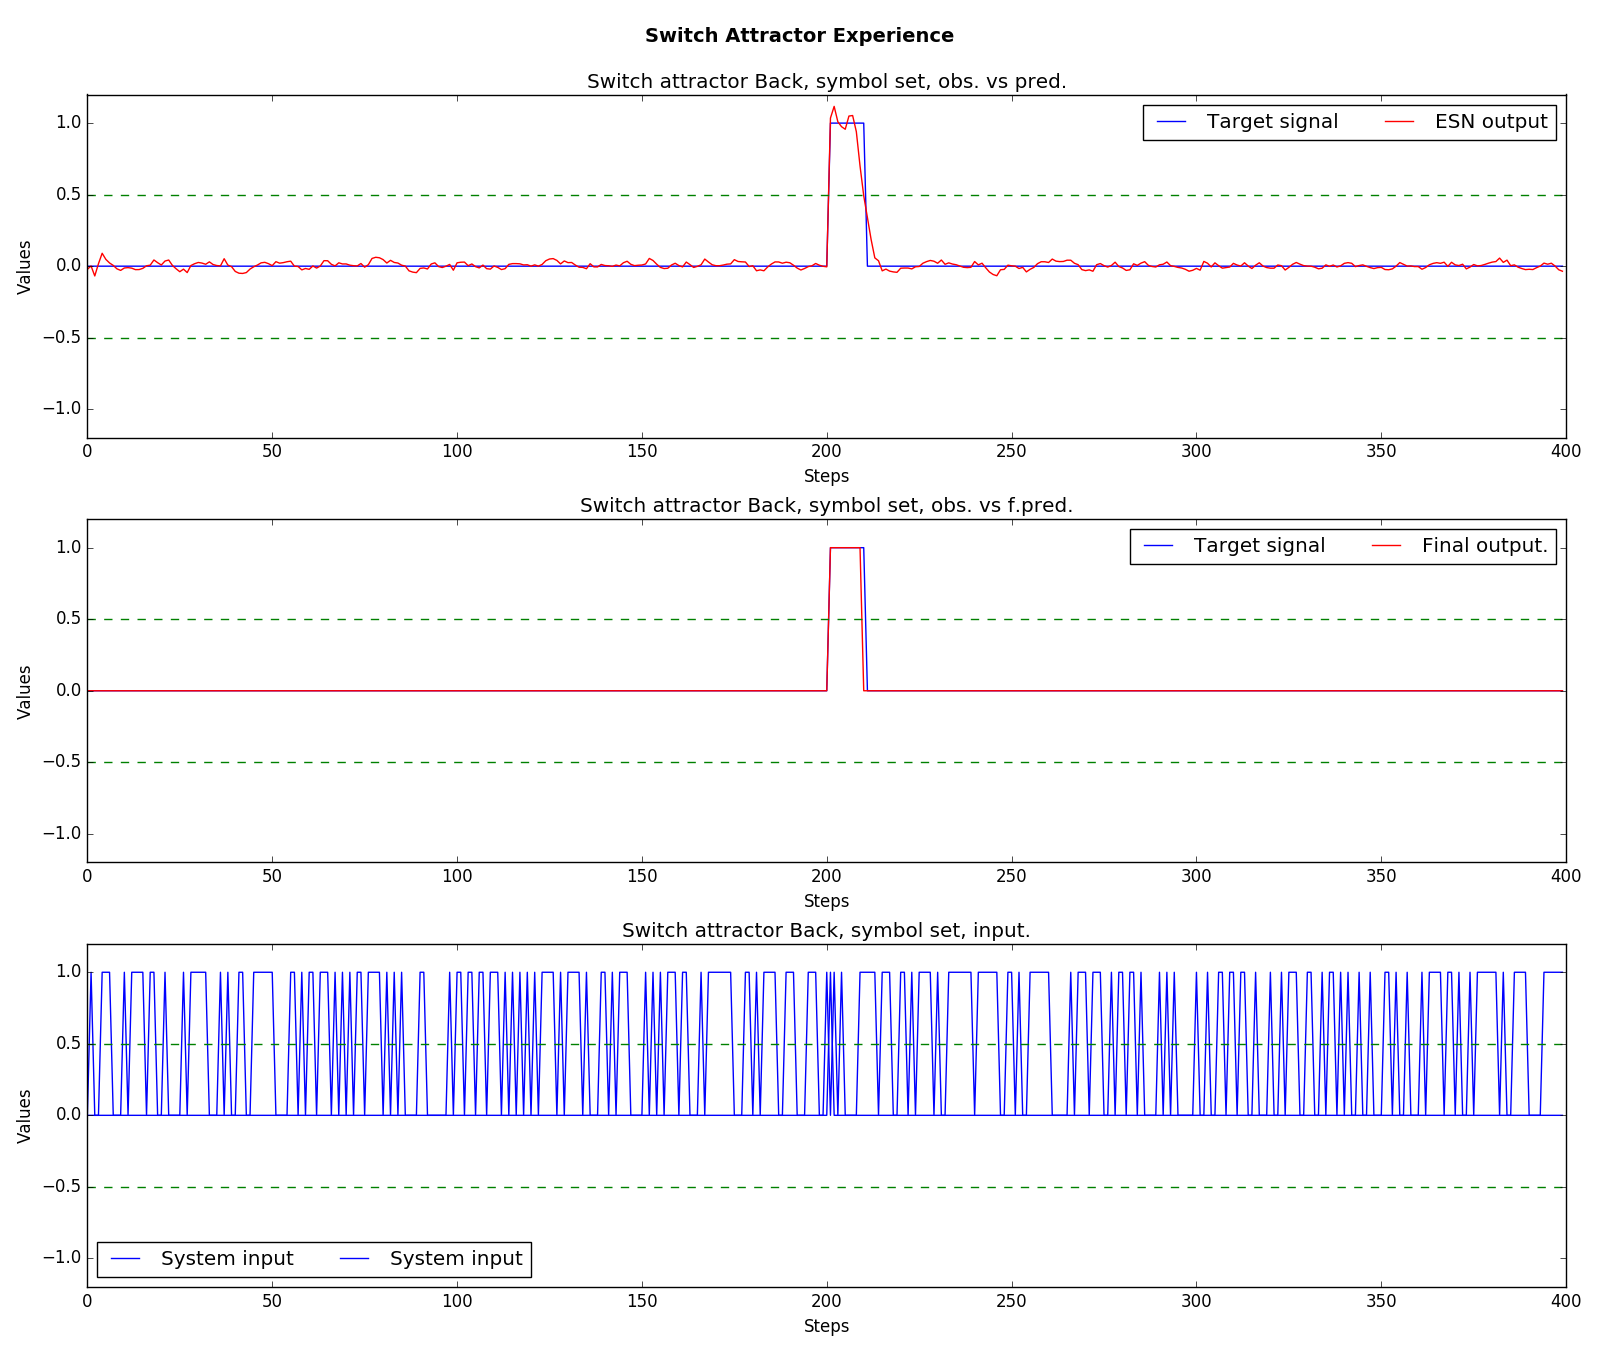 Switch Attractor Experience
Switch attractor Back, symbol set, obs. vs pred.
Target signal ESN output
1.0
0.5
0.0
−0.5
−1.0
Values
0 50 100 150 200 250 300 350 400
Steps
Switch attractor Back, symbol set, obs. vs f.pred.
Target signal Final output.
1.0
0.5
0.0
−0.5
−1.0
Values
0 50 100 150 200 250 300 350 400
Steps
Switch attractor Back, symbol set, input.
1.0
0.5
0.0
−0.5
−1.0
Values
System input System input
0 50 100 150 200 250 300 350 400
Steps